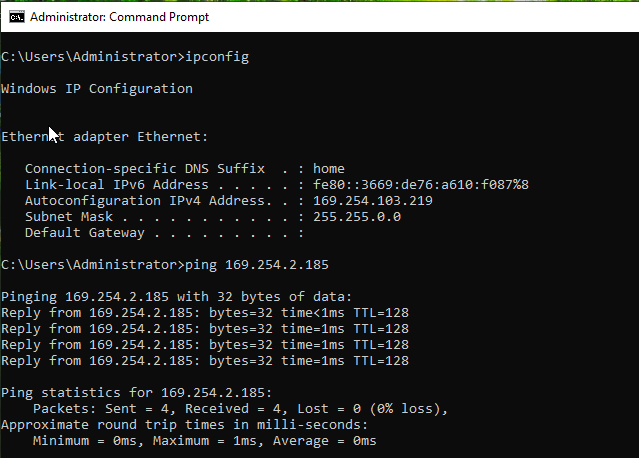 Administrator: Command Prompt
C:\Users\Administrator>ipconfig
Windows IP Configuration
Ethernet adapter Ethernet:
   Connection-specific DNS Suffix  . : home
   Link-local IPv6 Address . . . . . : fe80::3669:de76:a610:f087%8
   Autoconfiguration IPv4 Address. . : 169.254.103.219
   Subnet Mask . . . . . . . . . . . : 255.255.0.0
   Default Gateway . . . . . . . . . :
C:\Users\Administrator>ping 169.254.2.185
Pinging 169.254.2.185 with 32 bytes of data:
Reply from 169.254.2.185: bytes=32 time<1ms TTL=128
Reply from 169.254.2.185: bytes=32 time=1ms TTL=128
Reply from 169.254.2.185: bytes=32 time=1ms TTL=128
Reply from 169.254.2.185: bytes=32 time=1ms TTL=128
Ping statistics for 169.254.2.185:
    Packets: Sent = 4, Received = 4, Lost = 0 (0% loss),
Approximate round trip times in milli-seconds:
    Minimum = 0ms, Maximum = 1ms, Average = 0ms